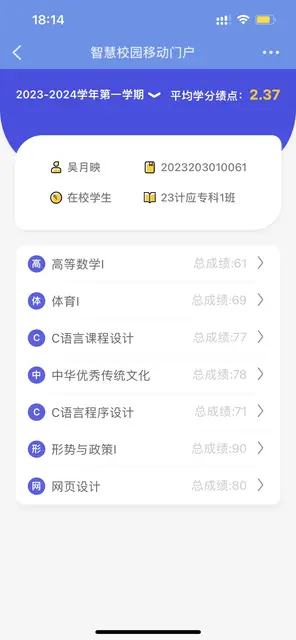 18:14
智慧校园移动门户
2023-2024学年第一学期 平均学分绩点：2.37
吴月映 2023203010061
在校学生 23计应专科1班
高 高等数学I 总成绩:61
体 体育I 总成绩:69
C C语言课程设计 总成绩:77
中 中华优秀传统文化 总成绩:78
C C语言程序设计 总成绩:71
形 形势与政策I 总成绩:90
网 网页设计 总成绩:80